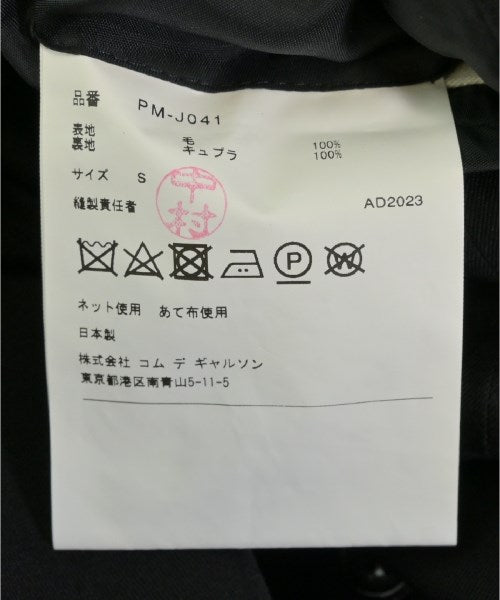 品番 PM-J041
表地 毛 100%
裏地 キュプラ 100%
サイズ S
中村
縫製責任者 AD2023
P W
ネット使用 あて布使用
日本製
株式会社 コム デ ギャルソン
東京都港区南青山5-11-5